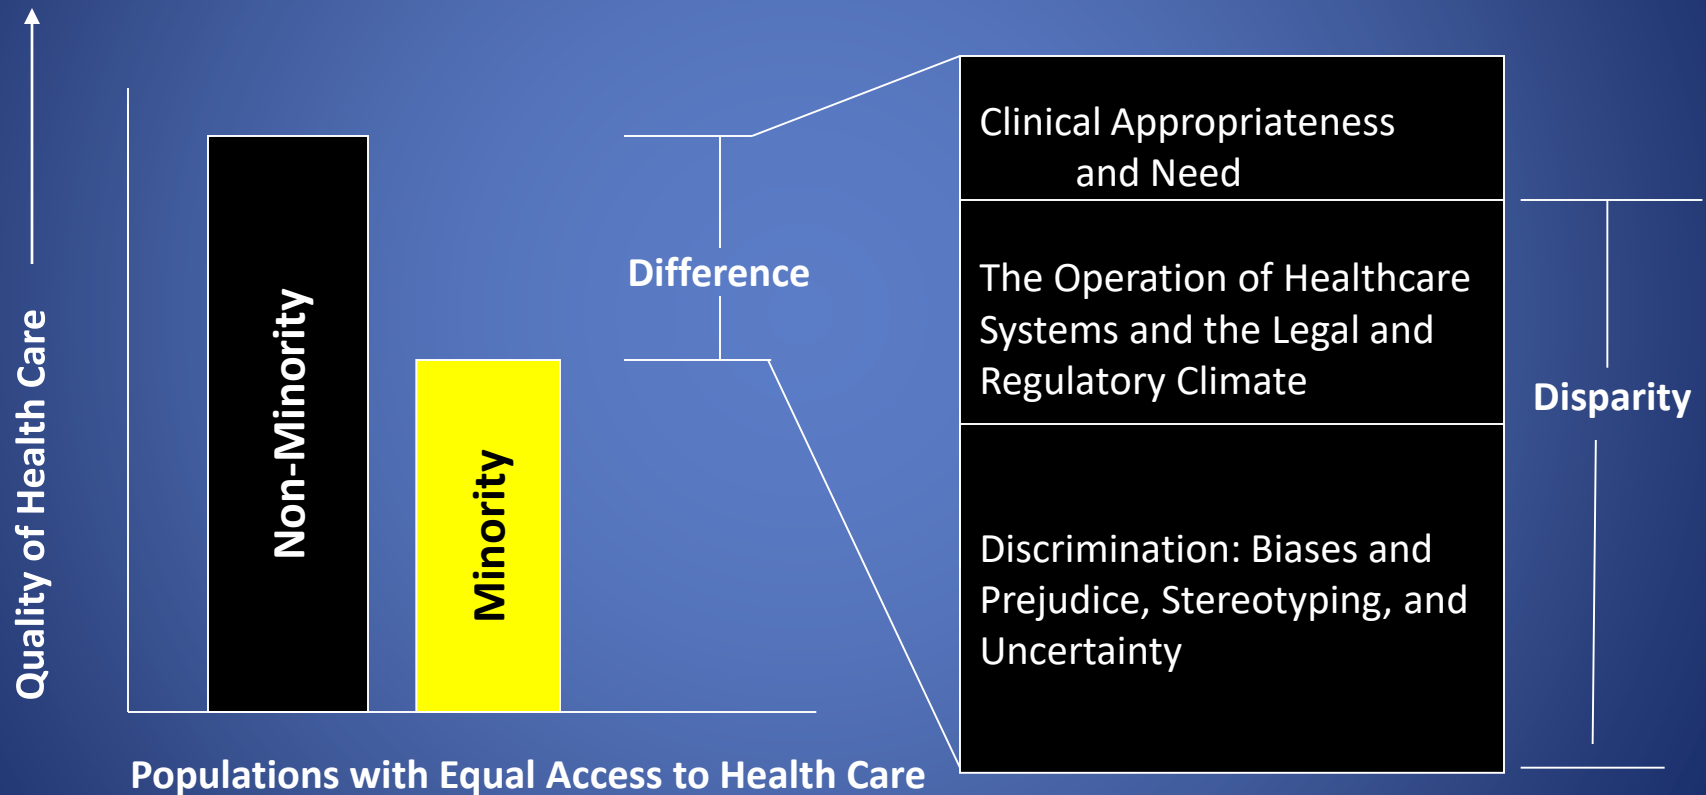 Quality of Health Care
Non-Minority
Minority
Populations with Equal Access to Health Care
Difference
Clinical Appropriateness
and Need
The Operation of Healthcare
Systems and the Legal and
Regulatory Climate
Discrimination: Biases and
Prejudice, Stereotyping, and
Uncertainty
Disparity